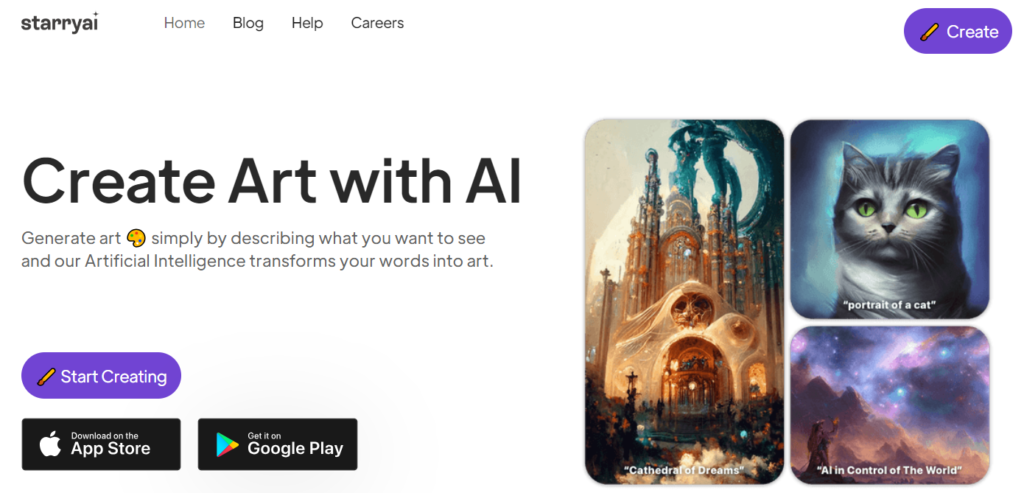 starryai
Home Blog Help Careers
Create
Create Art with AI
Generate art 🎨 simply by describing what you want to see
and our Artificial Intelligence transforms your words into art.
Start Creating
Download on the
App Store
Get it on
Google Play
“Cathedral of Dreams”
“portrait of a cat”
“AI in Control of The World”